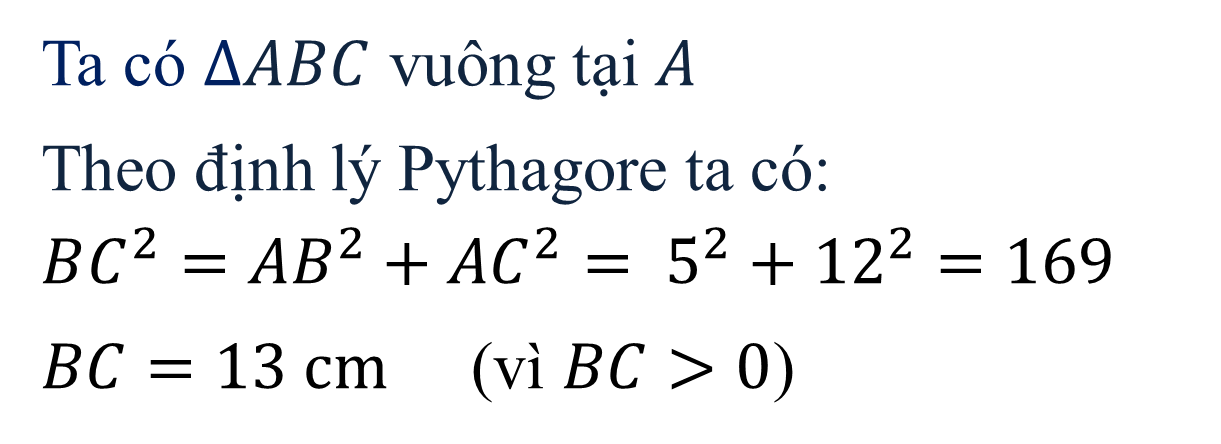 Ta có ΔABC vuông tại A
Theo định lý Pythagore ta có:
BC² = AB² + AC² = 5² + 12² = 169
BC = 13 cm (vì BC > 0)